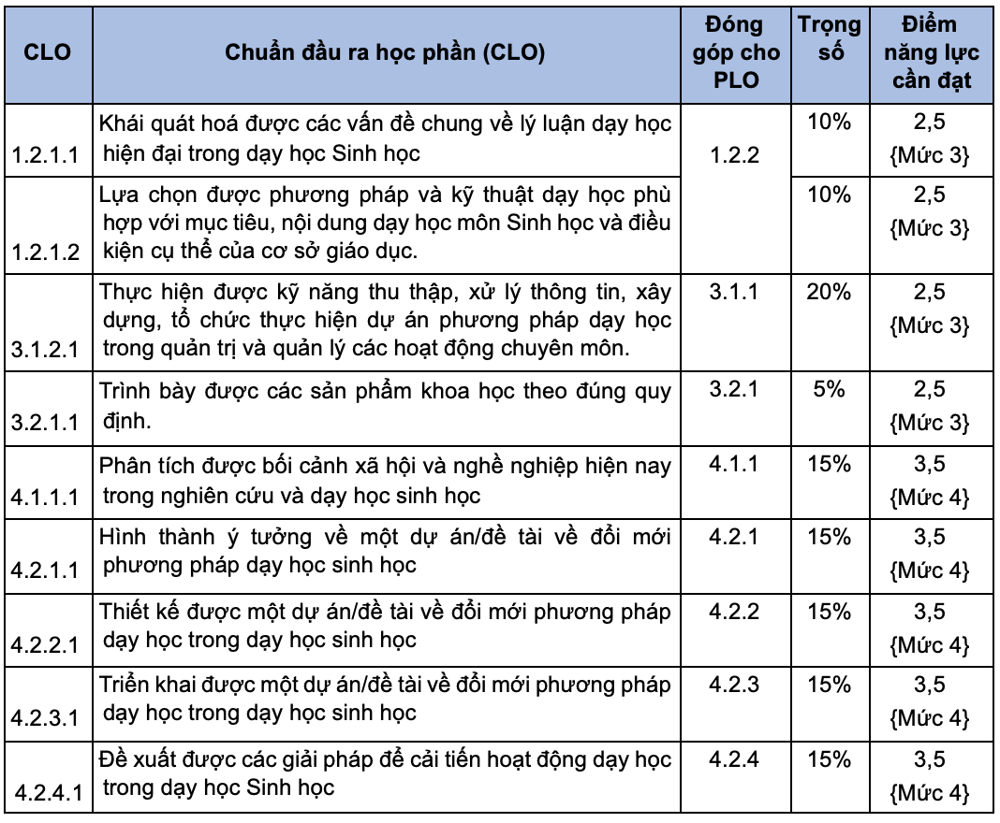 CLO
Chuẩn đầu ra học phần (CLO)
Đóng
góp cho
PLO
Trọng
số
Điểm
năng lực
cần đạt
1.2.1.1
Khái quát hoá được các vấn đề chung về lý luận dạy học
hiện đại trong dạy học Sinh học
1.2.2
10%
2,5
{Mức 3}
1.2.1.2
Lựa chọn được phương pháp và kỹ thuật dạy học phù
hợp với mục tiêu, nội dung dạy học môn Sinh học và điều
kiện cụ thể của cơ sở giáo dục.
10%
2,5
{Mức 3}
3.1.2.1
Thực hiện được kỹ năng thu thập, xử lý thông tin, xây
dựng, tổ chức thực hiện dự án phương pháp dạy học
trong quản trị và quản lý các hoạt động chuyên môn.
3.1.1
20%
2,5
{Mức 3}
3.2.1.1
Trình bày được các sản phẩm khoa học theo đúng quy
định.
3.2.1
5%
2,5
{Mức 3}
4.1.1.1
Phân tích được bối cảnh xã hội và nghề nghiệp hiện nay
trong nghiên cứu và dạy học sinh học
4.1.1
15%
3,5
{Mức 4}
4.2.1.1
Hình thành ý tưởng về một dự án/đề tài về đổi mới
phương pháp dạy học sinh học
4.2.1
15%
3,5
{Mức 4}
4.2.2.1
Thiết kế được một dự án/đề tài về đổi mới phương pháp
dạy học trong dạy học sinh học
4.2.2
15%
3,5
{Mức 4}
4.2.3.1
Triển khai được một dự án/đề tài về đổi mới phương pháp
dạy học trong dạy học sinh học
4.2.3
15%
3,5
{Mức 4}
4.2.4.1
Đề xuất được các giải pháp để cải tiến hoạt động dạy học
trong dạy học Sinh học
4.2.4
15%
3,5
{Mức 4}